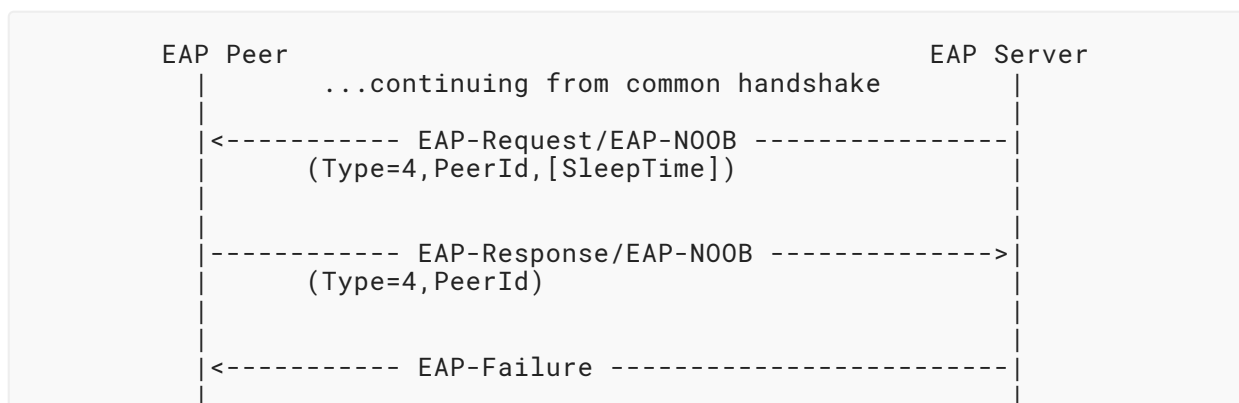 EAP Peer                                         EAP Server
  |       ...continuing from common handshake        |
  |                                                  |
  |<----------- EAP-Request/EAP-NOOB ----------------|
  |      (Type=4,PeerId,[SleepTime])                 |
  |                                                  |
  |                                                  |
  |------------ EAP-Response/EAP-NOOB -------------->|
  |      (Type=4,PeerId)                             |
  |                                                  |
  |                                                  |
  |<----------- EAP-Failure -------------------------|
  |                                                  |